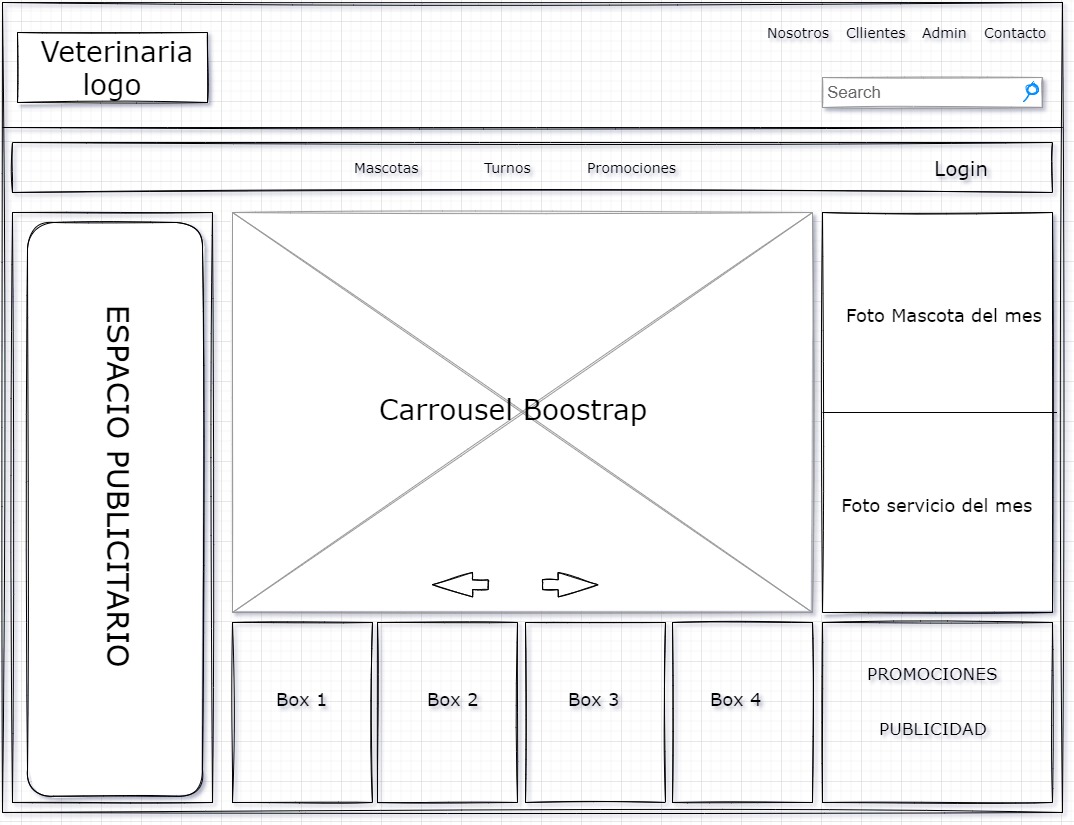 Veterinaria
logo
Nosotros Cllientes Admin Contacto
Search
Mascotas Turnos Promociones Login
ESPACIO PUBLICITARIO
Carrousel Boostrap
Foto Mascota del mes
Foto servicio del mes
Box 1 Box 2 Box 3 Box 4
PROMOCIONES
PUBLICIDAD